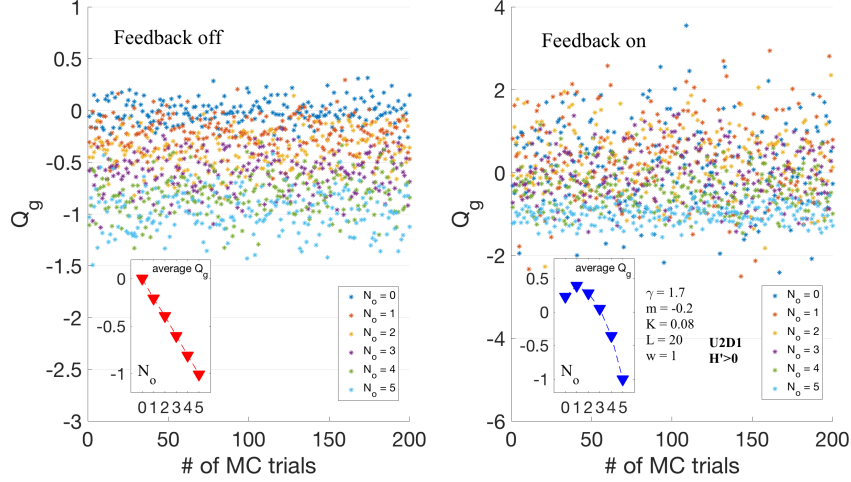 1
0.5
0
-0.5
-1
-1.5
-2
-2.5
-3
Q_g
Feedback off
average Q_g
0
-0.5
-1
N_o
0 1 2 3 4 5
N_o = 0
N_o = 1
N_o = 2
N_o = 3
N_o = 4
N_o = 5
0 50 100 150 200
# of MC trials
4
2
0
-2
-4
-6
Q_g
Feedback on
average Q_g
0.5
0
-0.5
-1
N_o
0 1 2 3 4 5
γ = 1.7
m = -0.2
K = 0.08
L = 20
w = 1
U2D1
H'>0
N_o = 0
N_o = 1
N_o = 2
N_o = 3
N_o = 4
N_o = 5
0 50 100 150 200
# of MC trials